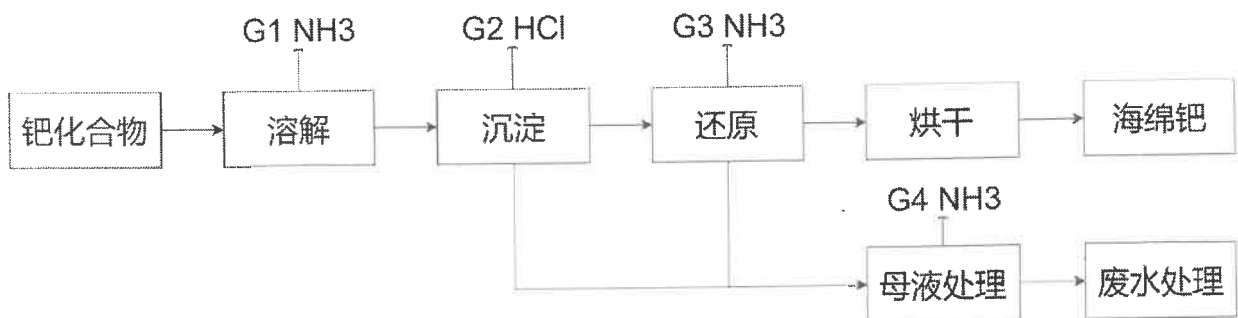 G1 NH3
G2 HCl
G3 NH3
钯化合物
溶解
沉淀
还原
烘干
海绵钯
G4 NH3
母液处理
废水处理